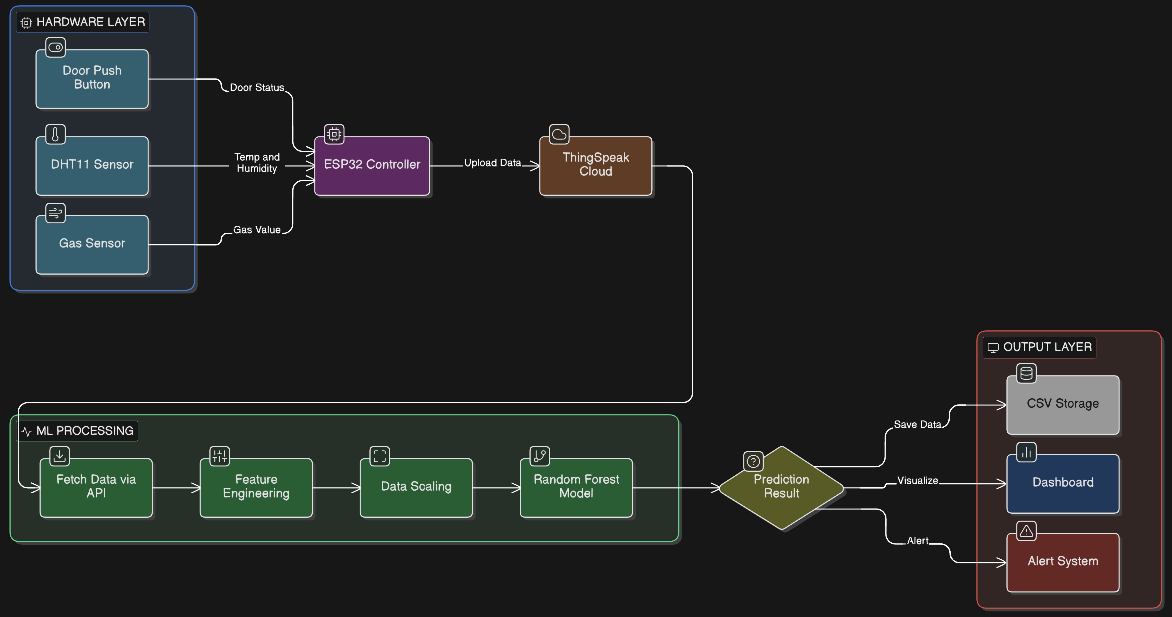 HARDWARE LAYER
Door Push
Button
Door Status
DHT11 Sensor
Temp and
Humidity
Gas Sensor
Gas Value
ESP32 Controller
Upload Data
ThingSpeak
Cloud
ML PROCESSING
Fetch Data via
API
Feature
Engineering
Data Scaling
Random Forest
Model
Prediction
Result
Save Data
Visualize
Alert
OUTPUT LAYER
CSV Storage
Dashboard
Alert System